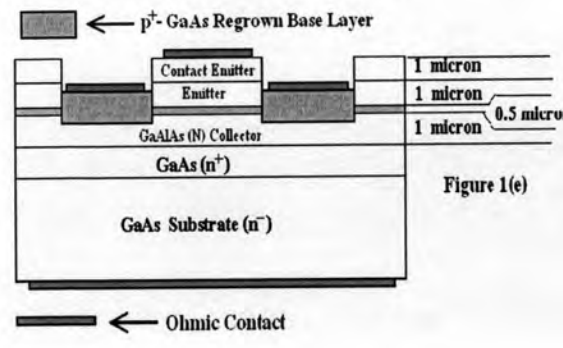 p⁺- GaAs Regrown Base Layer
Contact Emitter
1 micron
Emitter
1 micron
0.5 micron
GaAlAs (N) Collector
1 micron
GaAs (n⁺)
Figure 1(e)
GaAs Substrate (n⁻)
Ohmic Contact